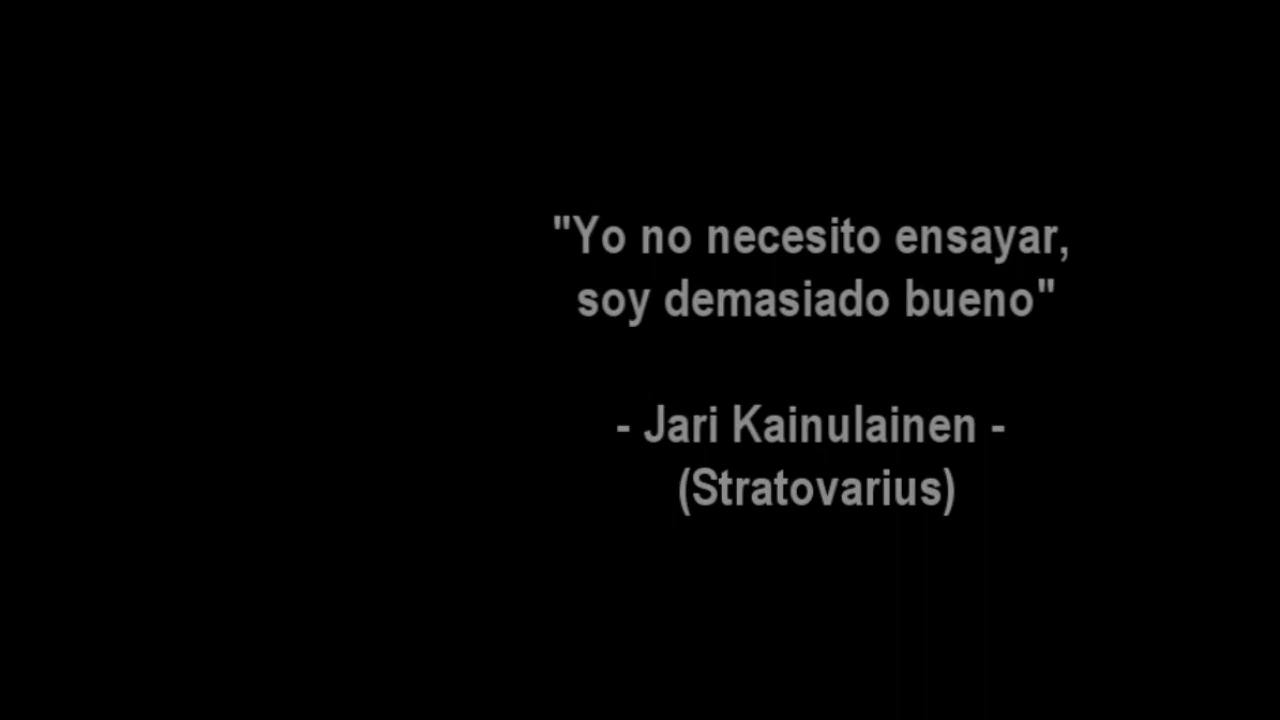 "Yo no necesito ensayar,
soy demasiado bueno"
- Jari Kainulainen -
(Stratovarius)